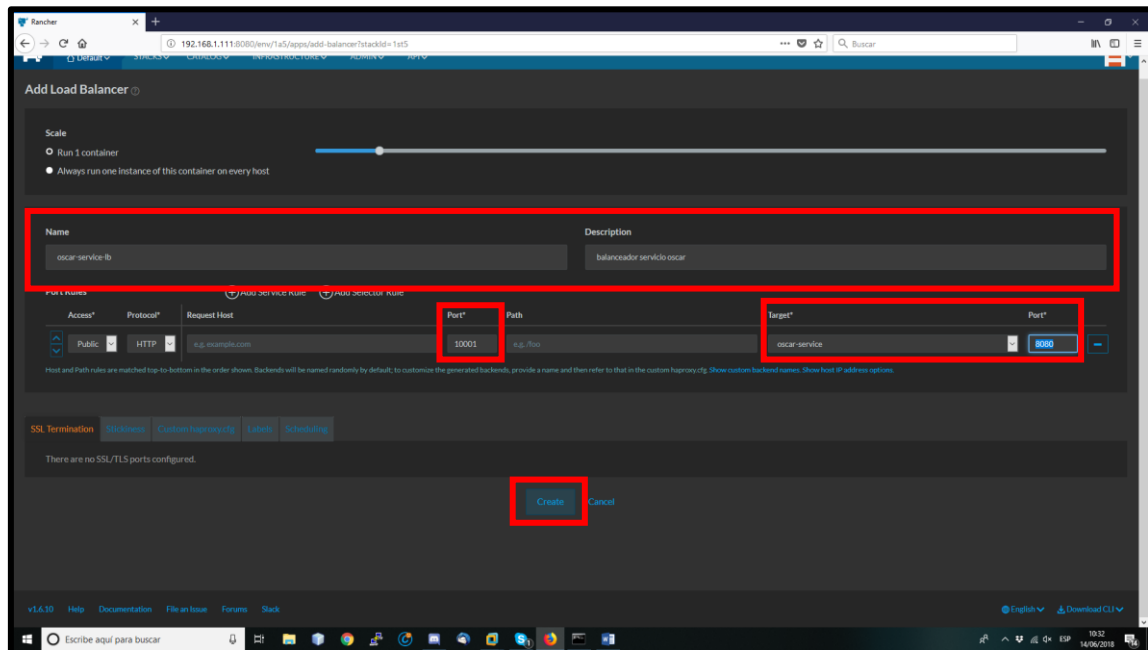 Rancher
192.168.1.111:8080/env/1a5/apps/add-balancer?stackId=1st5
Buscar
Default STACKS CATALOG INFRASTRUCTURE ADMIN API
Add Load Balancer
Scale
Run 1 container
Always run one instance of this container on every host
Name Description
oscar-service-lb balanceador servicio oscar
Port Rules Add Service Rule Add Selector Rule
Access* Protocol* Request Host Port* Path Target* Port*
Public HTTP e.g. example.com 10001 e.g. /foo oscar-service 8080
Host and Path rules are matched top-to-bottom in the order shown. Backends will be named randomly by default; to customize the generated backends, provide a name and then refer to that in the custom haproxy.cfg. Show custom backend names. Show host IP address options.
SSL Termination Stickiness Custom haproxy.cfg Labels Scheduling
There are no SSL/TLS ports configured.
Create Cancel
v1.6.10 Help Documentation File an Issue Forums Slack English Download CLI
Escribe aquí para buscar ESP 10:32
14/06/2018